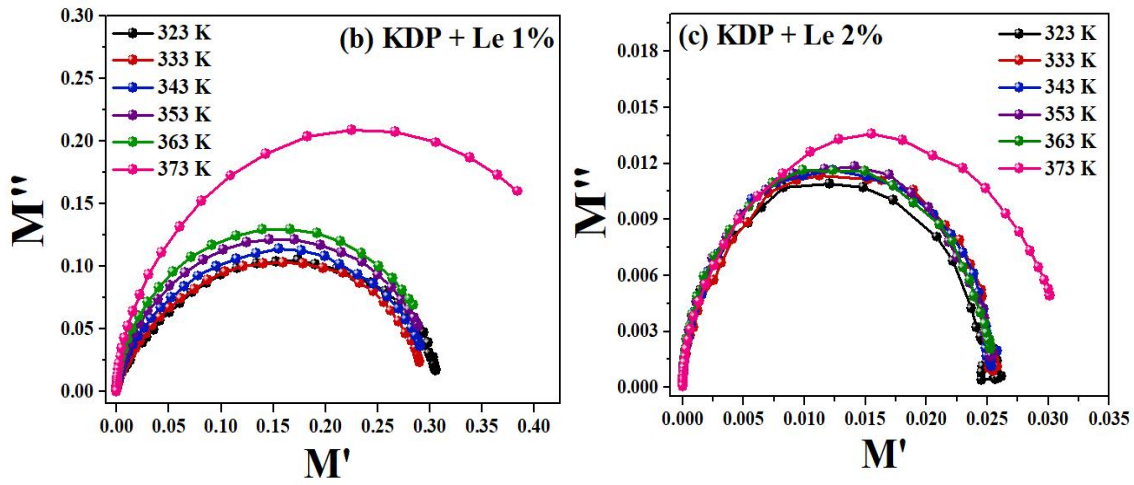 (b) KDP + Le 1%
323 K
333 K
343 K
353 K
363 K
373 K
0.30
0.25
0.20
0.15
0.10
0.05
0.00
M''
0.00 0.05 0.10 0.15 0.20 0.25 0.30 0.35 0.40
M'
(c) KDP + Le 2%
323 K
333 K
343 K
353 K
363 K
373 K
0.018
0.015
0.012
0.009
0.006
0.003
0.000
M''
0.000 0.005 0.010 0.015 0.020 0.025 0.030 0.035
M'